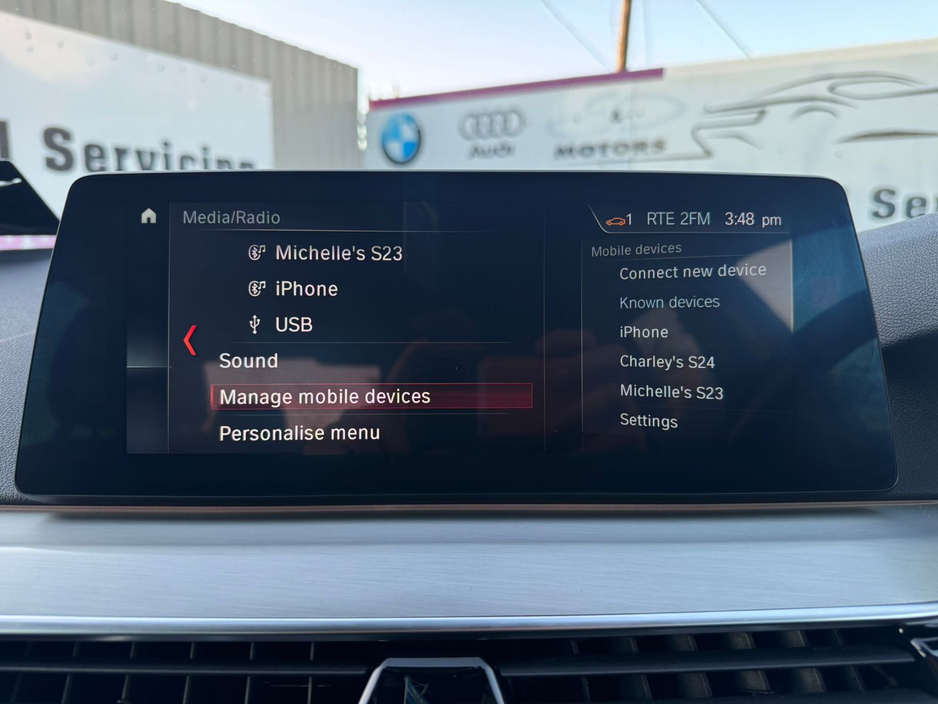 d Servicing
BMW
Audi
&
MOTORS
Se
Media/Radio
1 RTE 2FM 3:48 pm
Michelle's S23
iPhone
USB
Sound
Manage mobile devices
Personalise menu
Mobile devices
Connect new device
Known devices
iPhone
Charley's S24
Michelle's S23
Settings